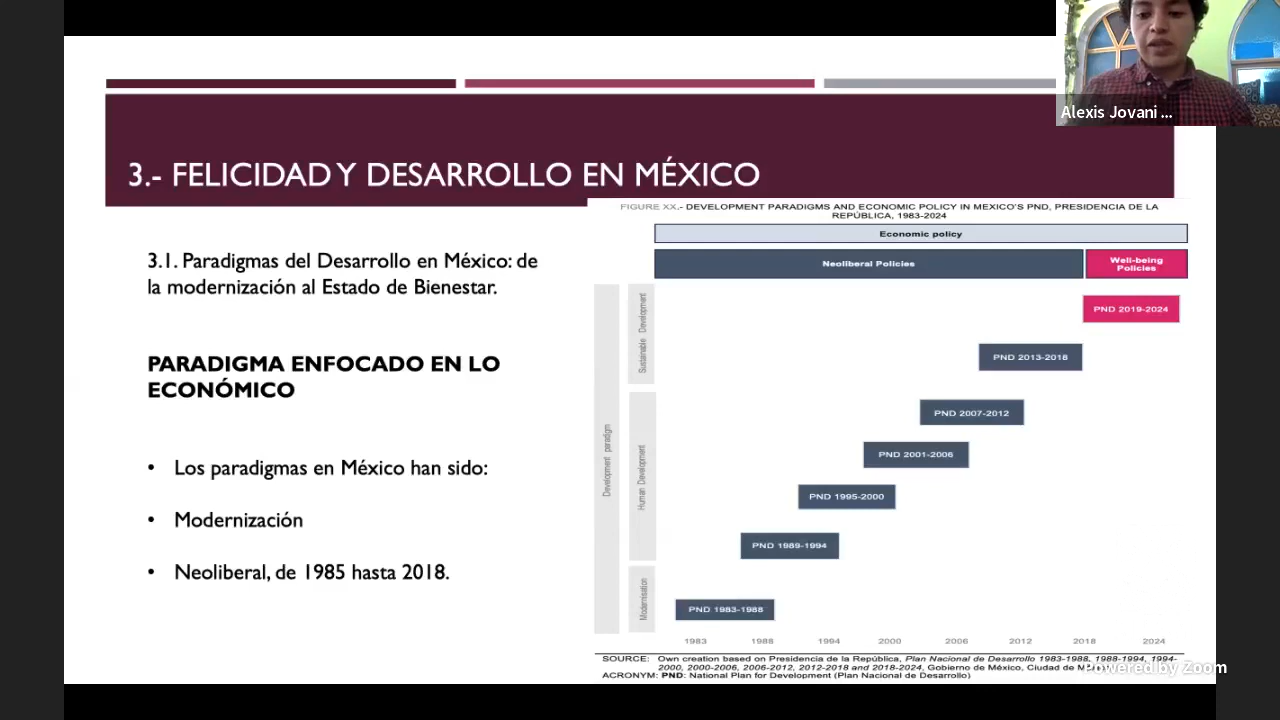 Alexis Jovani ...
3.- FELICIDAD Y DESARROLLO EN MÉXICO
3.1. Paradigmas del Desarrollo en México: de
la modernización al Estado de Bienestar.
PARADIGMA ENFOCADO EN LO
ECONÓMICO
• Los paradigmas en México han sido:
• Modernización
• Neoliberal, de 1985 hasta 2018.
FIGURE XX.- DEVELOPMENT PARADIGMS AND ECONOMIC POLICY IN MEXICO'S PND, PRESIDENCIA DE LA
REPÚBLICA, 1983-2024
Economic policy
Neoliberal Policies
Well-being
Policies
Development paradigm
Sustainable Development
Human Development
Modernisation
PND 2019-2024
PND 2013-2018
PND 2007-2012
PND 2001-2006
PND 1995-2000
PND 1989-1994
PND 1983-1988
1983 1988 1994 2000 2006 2012 2018 2024
SOURCE: Own creation based on Presidencia de la República, Plan Nacional de Desarrollo 1983-1988, 1988-1994, 1994-
2000, 2000-2006, 2006-2012, 2012-2018 and 2018-2024, Gobierno de México, Ciudad de
ACRONYM: PND: National Plan for Development (Plan Nacional de Desarrollo)
Powered by Zoom